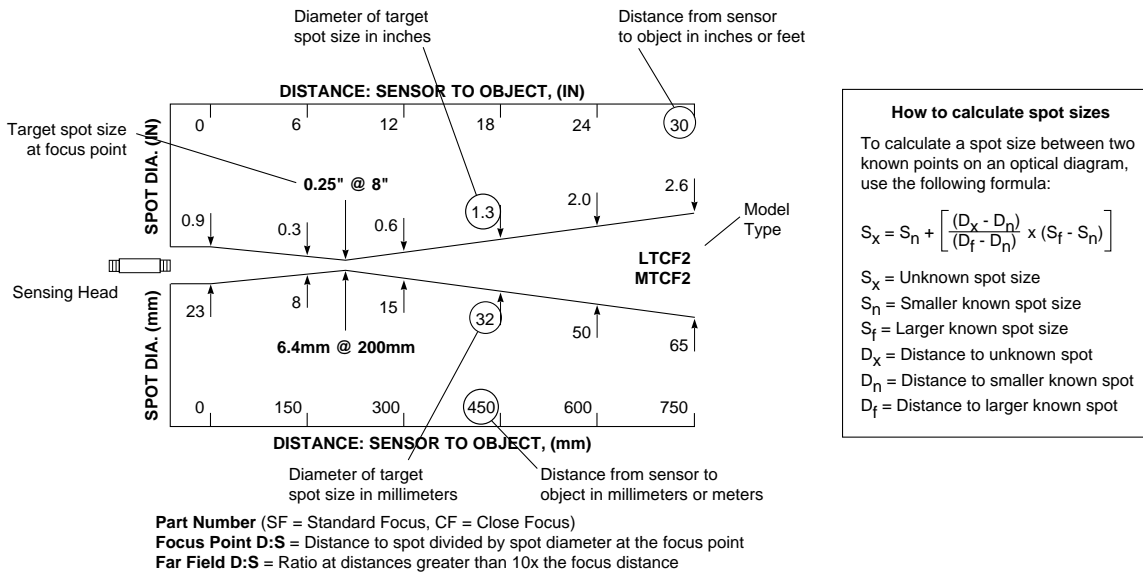 Diameter of target
spot size in inches
Distance from sensor
to object in inches or feet
DISTANCE: SENSOR TO OBJECT, (IN)
0 6 12 18 24 30
Target spot size
at focus point
SPOT DIA. (IN)
0.25" @ 8"
0.9 0.3 0.6 1.3 2.0 2.6
Model
Type
LTCF2
MTCF2
Sensing Head
SPOT DIA. (mm)
23 8 15 32 50 65
6.4mm @ 200mm
0 150 300 450 600 750
DISTANCE: SENSOR TO OBJECT, (mm)
Diameter of target
spot size in millimeters
Distance from sensor to
object in millimeters or meters
Part Number (SF = Standard Focus, CF = Close Focus)
Focus Point D:S = Distance to spot divided by spot diameter at the focus point
Far Field D:S = Ratio at distances greater than 10x the focus distance
How to calculate spot sizes
To calculate a spot size between two
known points on an optical diagram,
use the following formula:
Sx = Sn + [(Dx - Dn) / (Df - Dn) x (Sf - Sn)]
Sx = Unknown spot size
Sn = Smaller known spot size
Sf = Larger known spot size
Dx = Distance to unknown spot
Dn = Distance to smaller known spot
Df = Distance to larger known spot